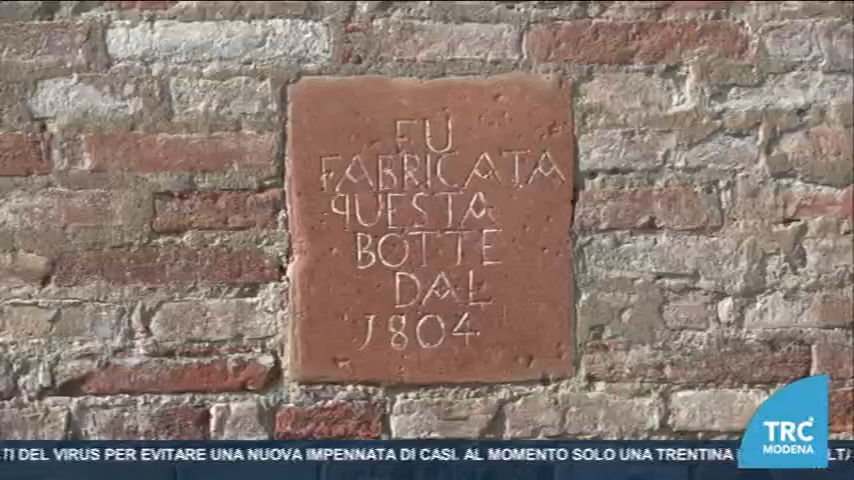 FU
FABRICATA
QUESTA
BOTTE
DAL
1804
TRC
MODENA
DEL VIRUS PER EVITARE UNA NUOVA IMPENNATA DI CASI. AL MOMENTO SOLO UNA TRENTINA